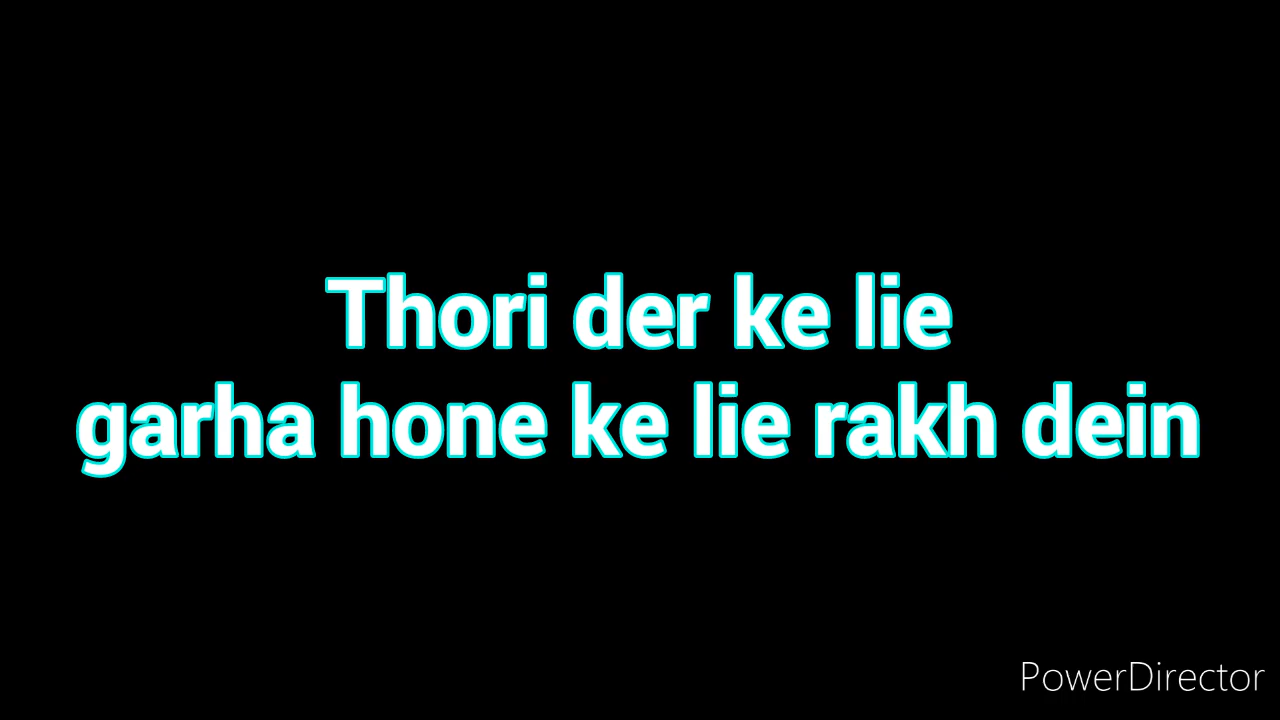 Thori der ke lie
garha hone ke lie rakh dein
PowerDirector